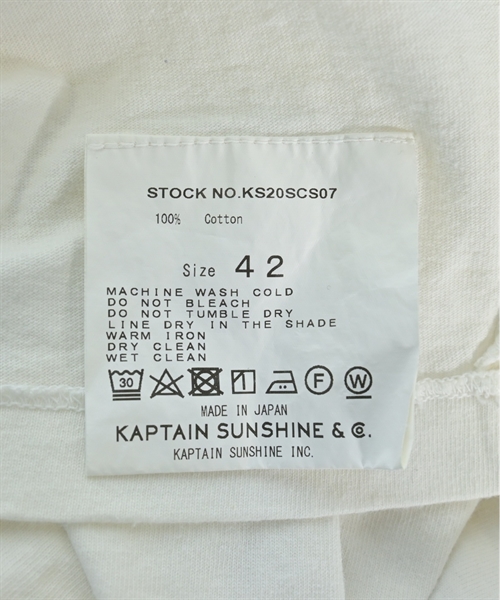 STOCK NO.KS20SCS07
100% Cotton
Size 42
MACHINE WASH COLD
DO NOT BLEACH
DO NOT TUMBLE DRY
LINE DRY IN THE SHADE
WARM IRON
DRY CLEAN
WET CLEAN
30 F W
MADE IN JAPAN
KAPTAIN SUNSHINE & Co.
KAPTAIN SUNSHINE INC.